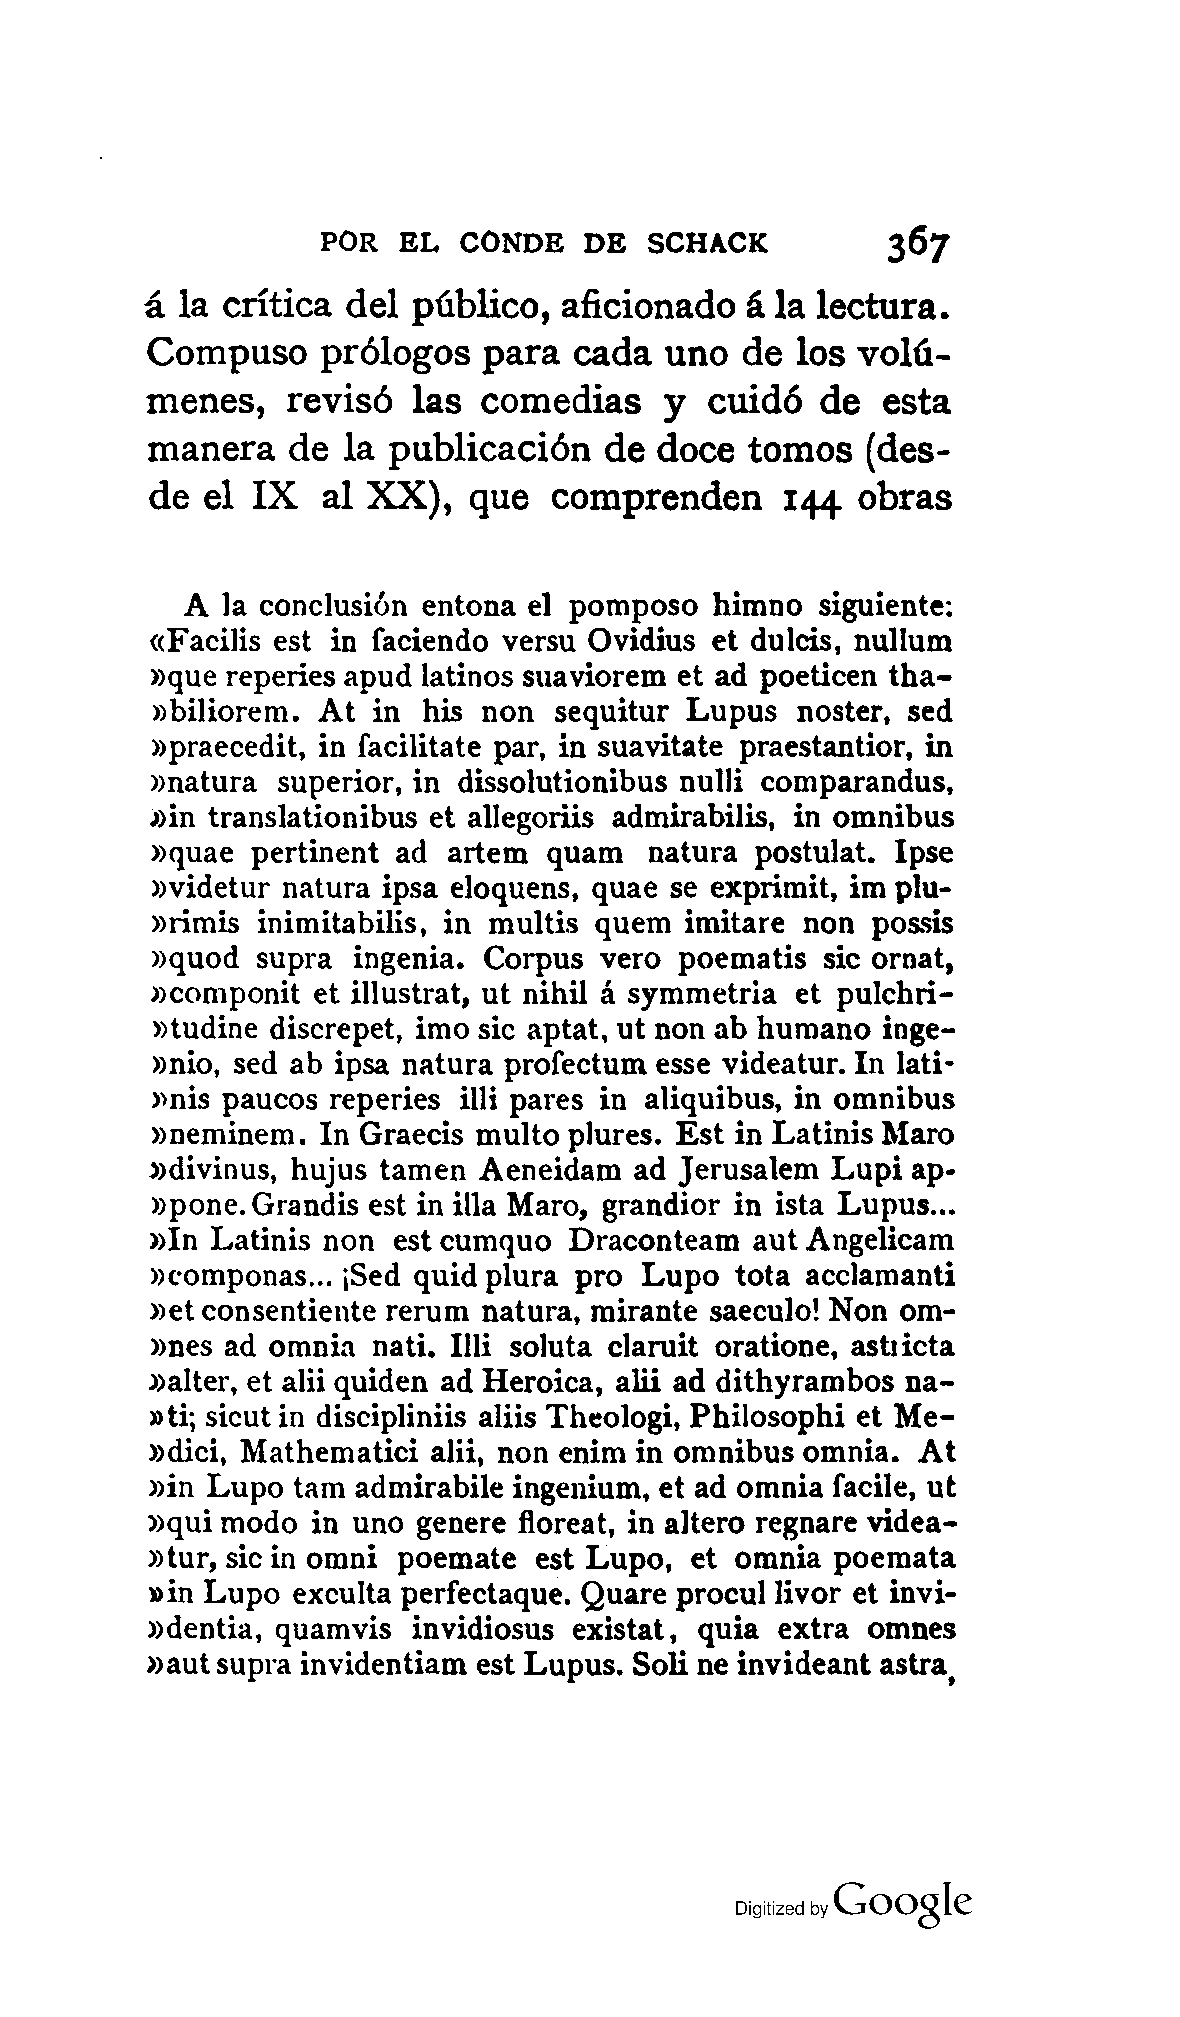 POR EL CONDE DE SCHACK 367
á la crítica del público, aficionado á la lectura.
Compuso prólogos para cada uno de los volú-
menes, revisó las comedias y cuidó de esta
manera de la publicación de doce tomos (des-
de el IX al XX), que comprenden 144 obras
A la conclusión entona el pomposo himno siguiente:
«Facilis est in faciendo versu Ovidius et dulcis, nullum
»que reperies apud latinos suaviorem et ad poeticen tha-
»biliorem. At in his non sequitur Lupus noster, sed
»praecedit, in facilitate par, in suavitate praestantior, in
»natura superior, in dissolutionibus nulli comparandus,
»in translationibus et allegoriis admirabilis, in omnibus
»quae pertinent ad artem quam natura postulat. Ipse
»videtur natura ipsa eloquens, quae se exprimit, im plu-
»rimis inimitabilis, in multis quem imitare non possis
»quod supra ingenia. Corpus vero poematis sic ornat,
»componit et illustrat, ut nihil á symmetria et pulchri-
»tudine discrepet, imo sic aptat, ut non ab humano inge-
»nio, sed ab ipsa natura profectum esse videatur. In lati-
»nis paucos reperies illi pares in aliquibus, in omnibus
»neminem. In Graecis multo plures. Est in Latinis Maro
»divinus, hujus tamen Aeneidam ad Jerusalem Lupi ap-
»pone. Grandis est in illa Maro, grandior in ista Lupus...
»In Latinis non est cumquo Draconteam aut Angelicam
»componas... ¡Sed quid plura pro Lupo tota acclamanti
»et consentiente rerum natura, mirante saeculo! Non om-
»nes ad omnia nati. Illi soluta claruit oratione, astricta
»alter, et alii quiden ad Heroica, alii ad dithyrambos na-
»ti; sicut in discipliniis aliis Theologi, Philosophi et Me-
»dici, Mathematici alii, non enim in omnibus omnia. At
»in Lupo tam admirabile ingenium, et ad omnia facile, ut
»qui modo in uno genere floreat, in altero regnare videa-
»tur, sic in omni poemate est Lupo, et omnia poemata
»in Lupo exculta perfectaque. Quare procul livor et invi-
»dentia, quamvis invidiosus existat, quia extra omnes
»aut supra invidentiam est Lupus. Soli ne invideant astra,
Digitized by Google